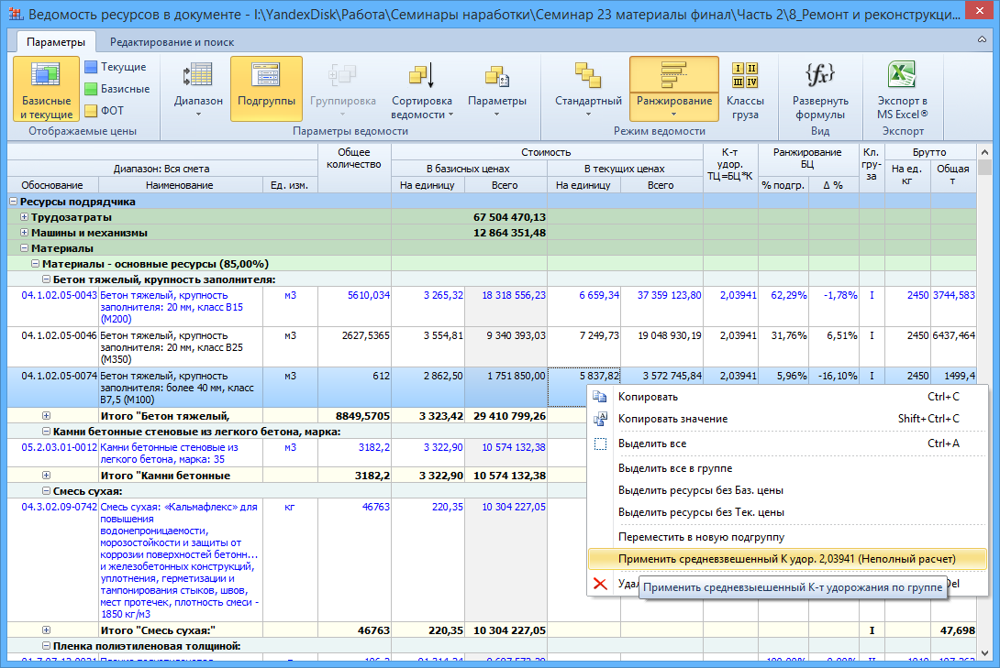 Ведомость ресурсов в документе - I:\YandexDisk\Работа\Семинары наработки\Семинар 23 материалы финал\Часть 2\8_Ремонт и реконструкци...
Параметры Редактирование и поиск
Базисные и текущие
Текущие
Базисные
ФОТ
Отображаемые цены
Диапазон
Подгруппы
Группировка
Сортировка ведомости
Параметры
Параметры ведомости
Стандартный
Ранжирование
Классы груза
Режим ведомости
Развернуть формулы
Вид
Экспорт в MS Excel®
Экспорт
Диапазон: Вся смета
Обоснование Наименование Ед. изм.
Общее количество
Стоимость
В базисных ценах В текущих ценах
На единицу Всего На единицу Всего
К-т удор. ТЦ=БЦ*К
Ранжирование БЦ
% подгр. Δ %
Кл. гру- за
Брутто
На ед. кг Общая т
Ресурсы подрядчика
Трудозатраты 67 504 470,13
Машины и механизмы 12 864 351,48
Материалы
Материалы - основные ресурсы (85,00%)
Бетон тяжелый, крупность заполнителя:
04.1.02.05-0043 Бетон тяжелый, крупность м3 5610,034 3 265,32 18 318 556,23 6 659,34 37 359 123,80 2,03941 62,29% -1,78% I 2450 3744,583
заполнителя: 20 мм, класс В15
(М200)
04.1.02.05-0046 Бетон тяжелый, крупность м3 2627,5365 3 554,81 9 340 393,03 7 249,73 19 048 930,19 2,03941 31,76% 6,51% I 2450 6437,464
заполнителя: 20 мм, класс В25
(М350)
04.1.02.05-0074 Бетон тяжелый, крупность м3 612 2 862,50 1 751 850,00 5 837,82 3 572 745,84 2,03941 5,96% -16,10% I 2450 1499,4
заполнителя: более 40 мм, класс
В7,5 (М100)
Итого "Бетон тяжелый, 8849,5705 3 323,42 29 410 799,26
Камни бетонные стеновые из легкого бетона, марка:
05.2.03.01-0012 Камни бетонные стеновые из м3 3182,2 3 322,90 10 574 132,38
легкого бетона, марка: 35
Итого "Камни бетонные 3182,2 3 322,90 10 574 132,38
Смесь сухая:
04.3.02.09-0742 Смесь сухая: «Кальмафлекс» для кг 46763 220,35 10 304 227,05
повышения
водонепроницаемости,
морозостойкости и защиты от
коррозии поверхностей бетонн...
и железобетонных конструкций,
уплотнения, герметизации и
тампонирования стыков, швов,
мест протечек, плотность смеси -
1850 кг/м3
Итого "Смесь сухая:" 46763 220,35 10 304 227,05 I 47,698
Пленка полиэтиленовая толщиной:
Копировать Ctrl+C
Копировать значение Shift+Ctrl+C
Выделить все Ctrl+A
Выделить все в группе
Выделить ресурсы без Баз. цены
Выделить ресурсы без Тек. цены
Переместить в новую подгруппу
Применить средневзвешенный К удор. 2,03941 (Неполный расчет)
Применить средневзыешенный К-т удорожания по группе